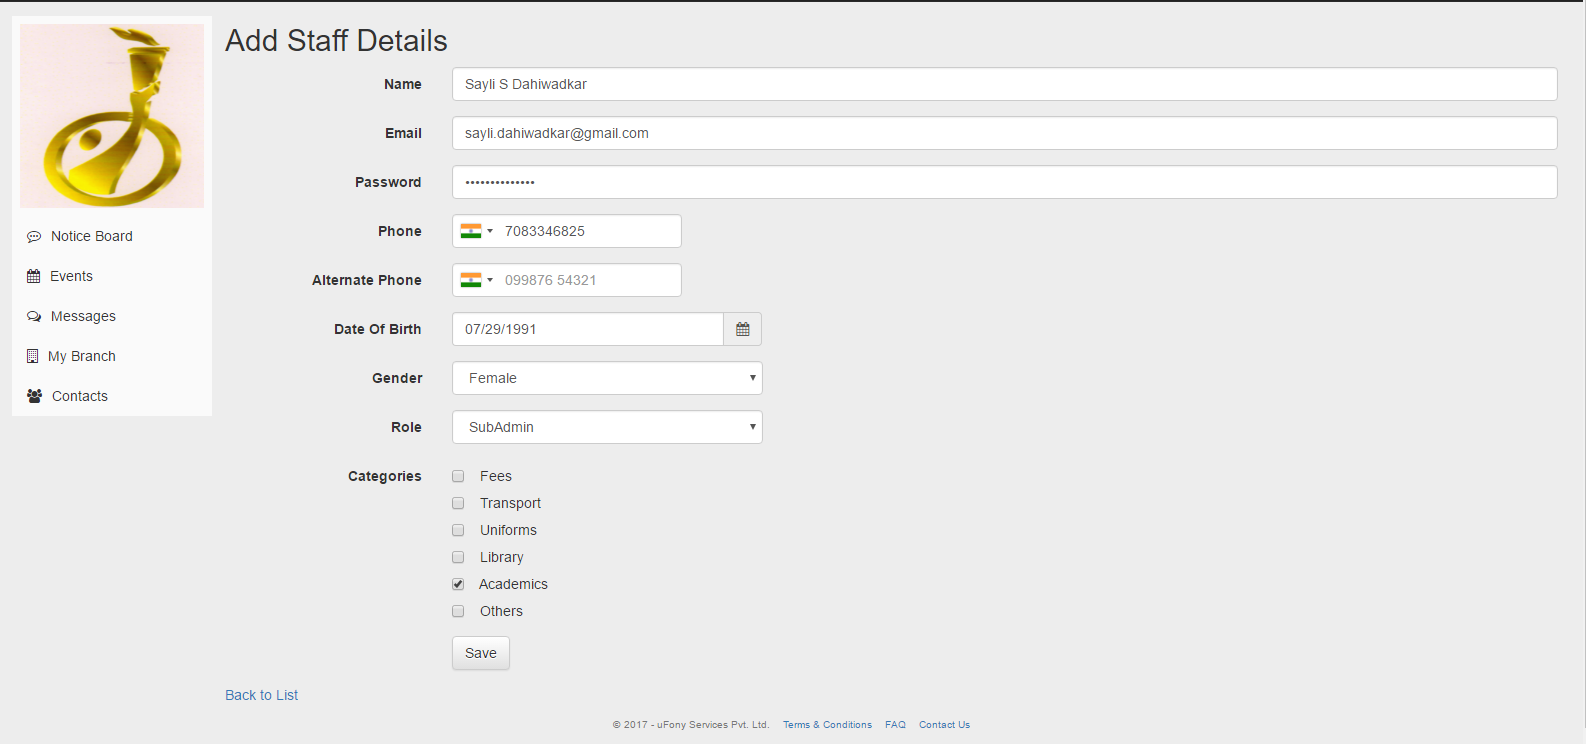 Add Staff Details
Name Sayli S Dahiwadkar
Email sayli.dahiwadkar@gmail.com
Password ••••••••••••••
Phone 7083346825
Alternate Phone 099876 54321
Date Of Birth 07/29/1991
Gender Female
Role SubAdmin
Categories Fees
Transport
Uniforms
Library
Academics
Others
Save
Back to List
Notice Board
Events
Messages
My Branch
Contacts
© 2017 - uFony Services Pvt. Ltd. Terms & Conditions FAQ Contact Us